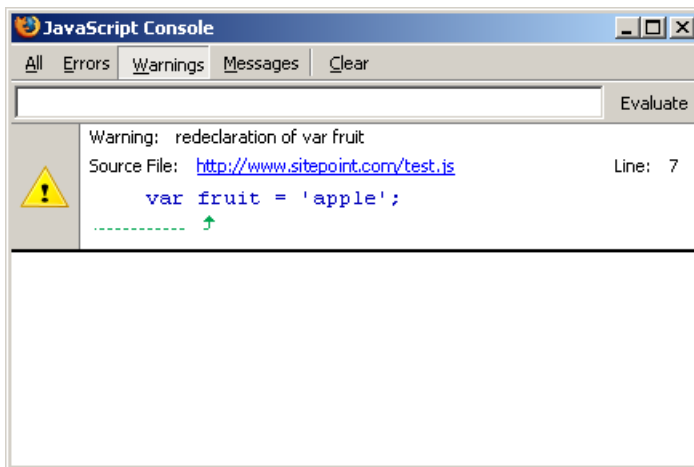 JavaScript Console
All Errors Warnings Messages Clear
Evaluate
Warning: redeclaration of var fruit
Source File: http://www.sitepoint.com/test.js Line: 7
var fruit = 'apple';